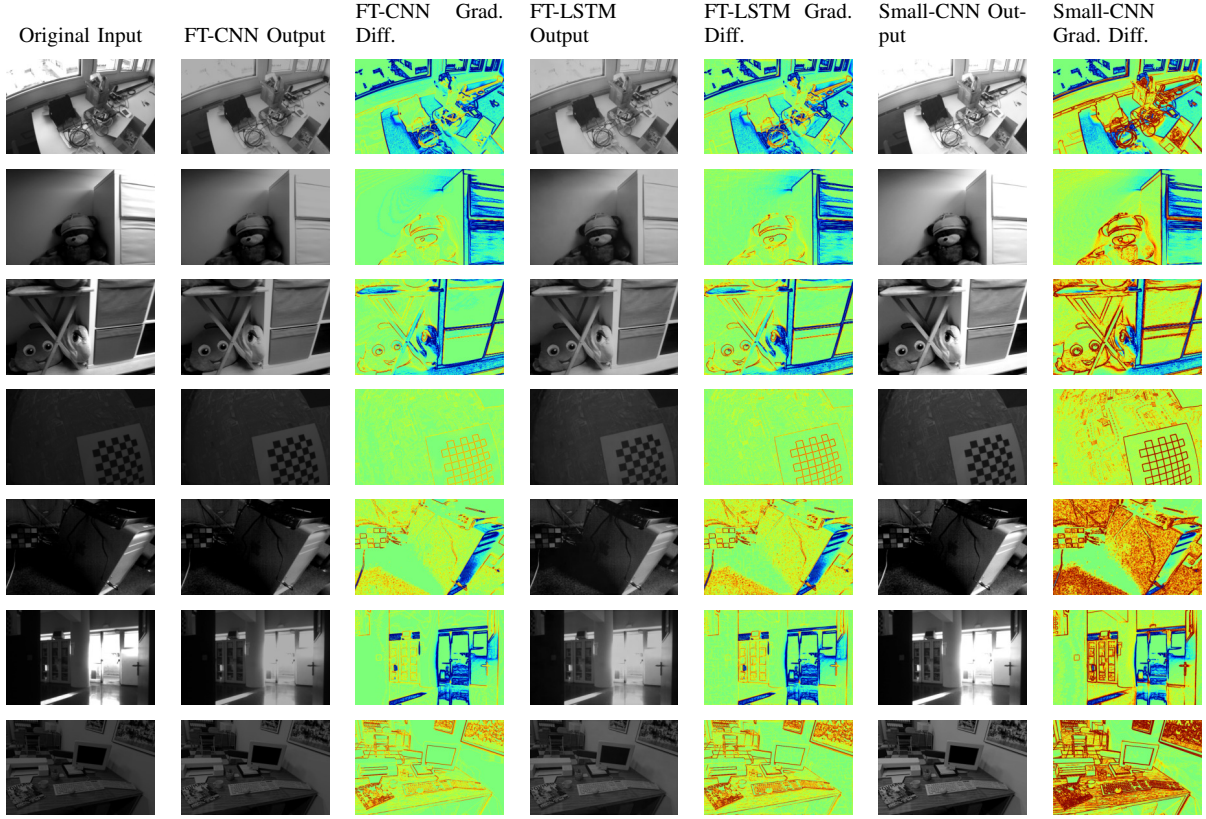 Original Input
FT-CNN Output
FT-CNN Grad.
Diff.
FT-LSTM
Output
FT-LSTM Grad.
Diff.
Small-CNN Out-
put
Small-CNN
Grad. Diff.